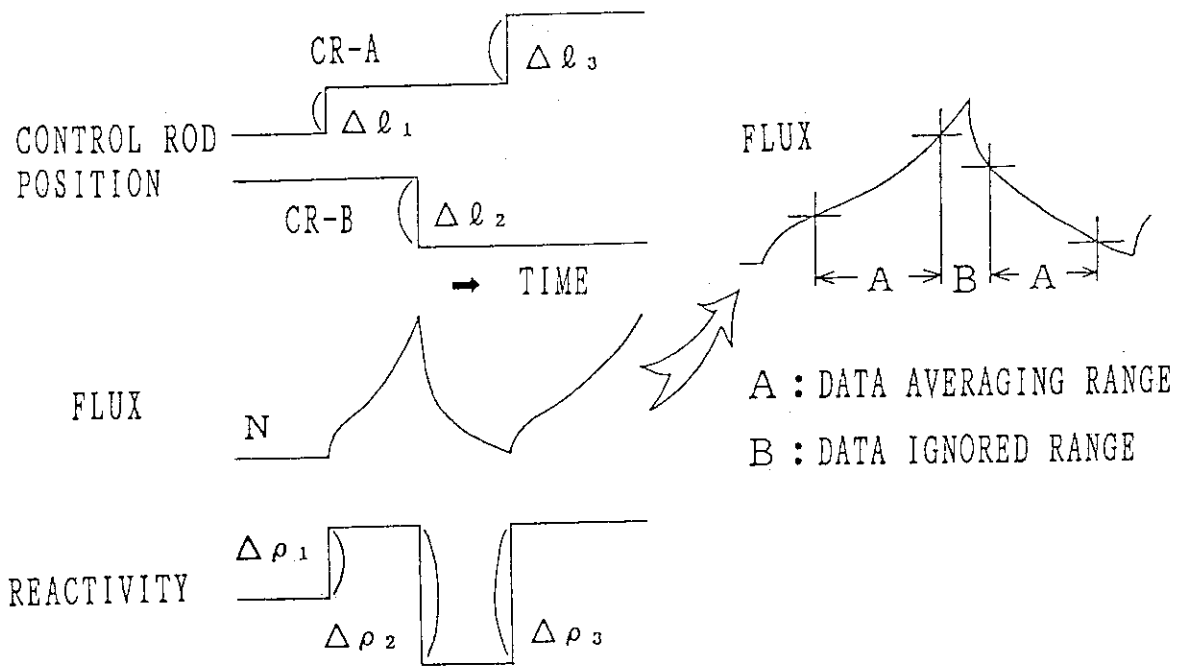 CR-A
Δℓ₃
Δℓ₁
CONTROL ROD
POSITION
CR-B
Δℓ₂
➡ TIME
FLUX
N
Δρ₁
REACTIVITY
Δρ₂
Δρ₃
FLUX
A B A
A : DATA AVERAGING RANGE
B : DATA IGNORED RANGE